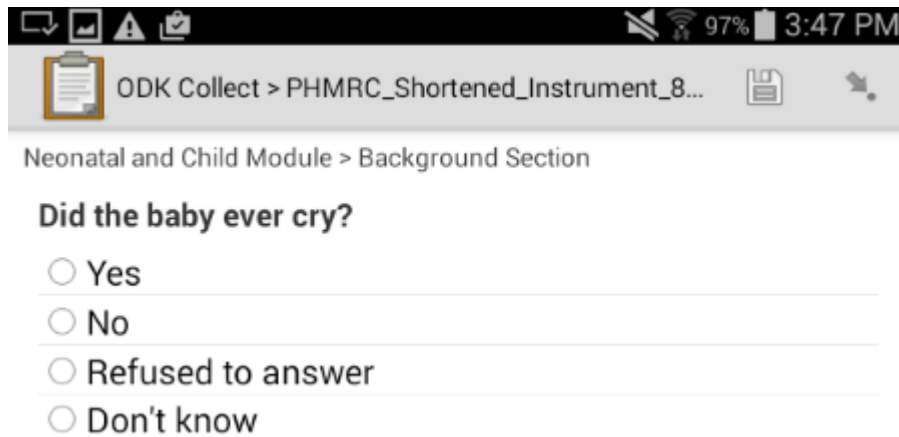 97% 3:47 PM
ODK Collect > PHMRC_Shortened_Instrument_8...
Neonatal and Child Module > Background Section
Did the baby ever cry?
Yes
No
Refused to answer
Don't know